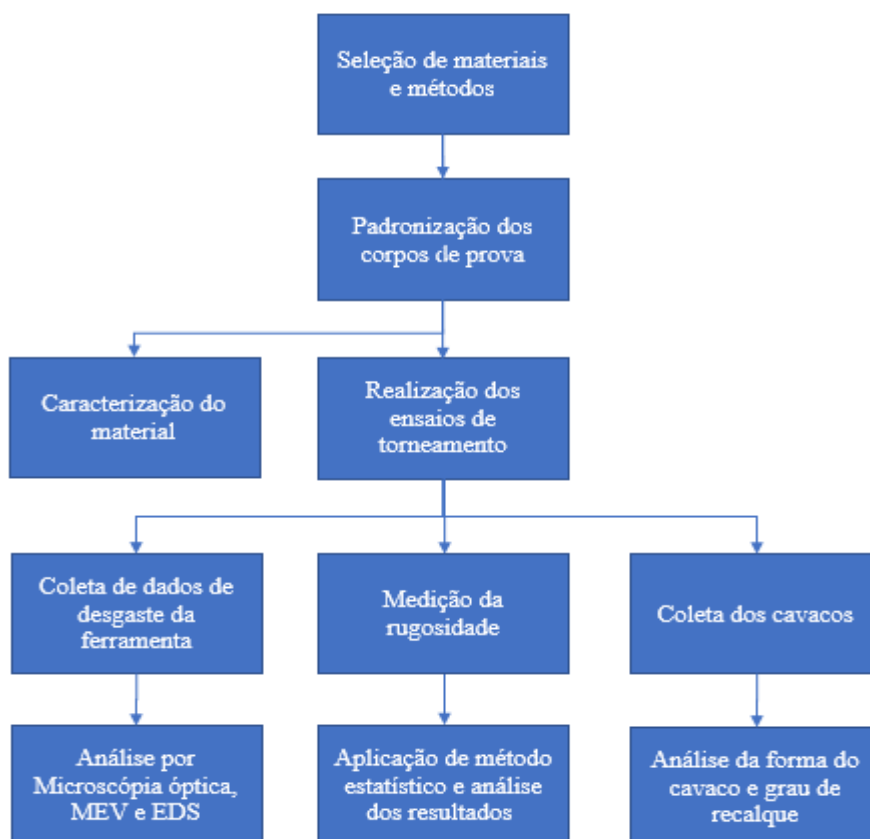 Seleção de materiais
e métodos
Padronização dos
corpos de prova
Caracterização do
material
Realização dos
ensaios de
torneamento
Coleta de dados de
desgaste da
ferramenta
Medição da
rugosidade
Coleta dos cavacos
Análise por
Microscópia óptica,
MEV e EDS
Aplicação de método
estatístico e análise
dos resultados
Análise da forma do
cavaco e grau de
recalque